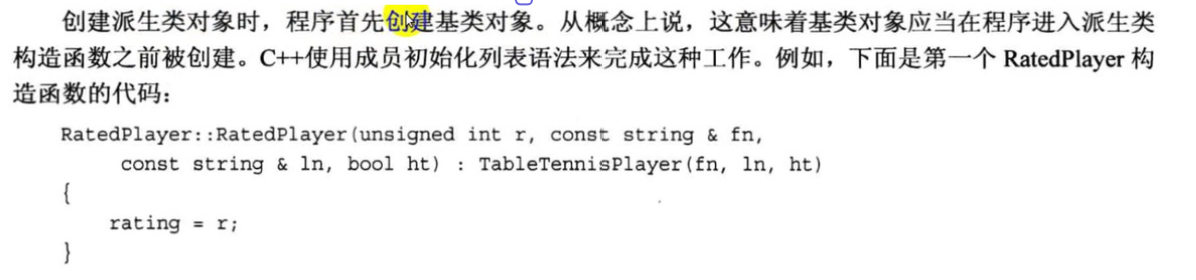 创建派生类对象时，程序首先创建基类对象。从概念上说，这意味着基类对象应当在程序进入派生类
构造函数之前被创建。C++使用成员初始化列表语法来完成这种工作。例如，下面是第一个 RatedPlayer 构
造函数的代码：
RatedPlayer::RatedPlayer(unsigned int r, const string & fn,
const string & ln, bool ht) : TableTennisPlayer(fn, ln, ht)
{
rating = r;
}